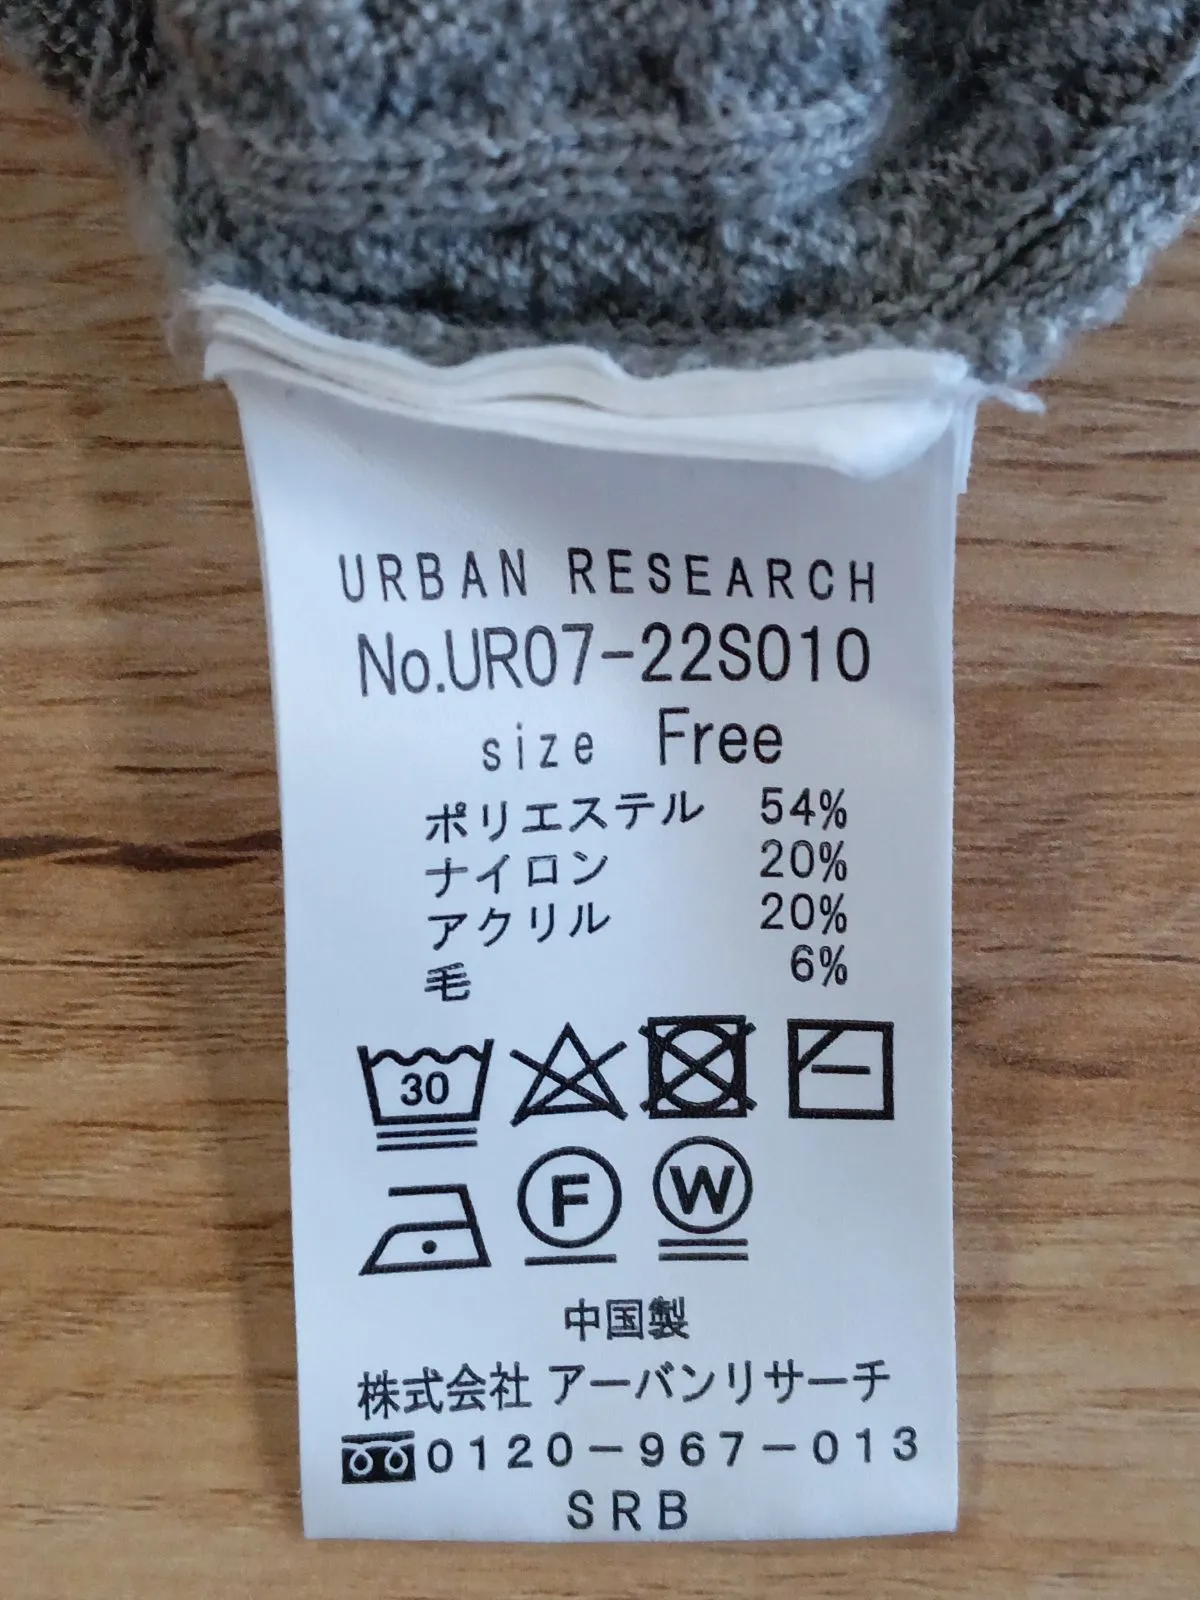 URBAN RESEARCH
No.UR07-22S010
size Free
ポリエステル 54%
ナイロン 20%
アクリル 20%
毛 6%
30
F W
中国製
株式会社 アーバンリサーチ
0120-967-013
SRB